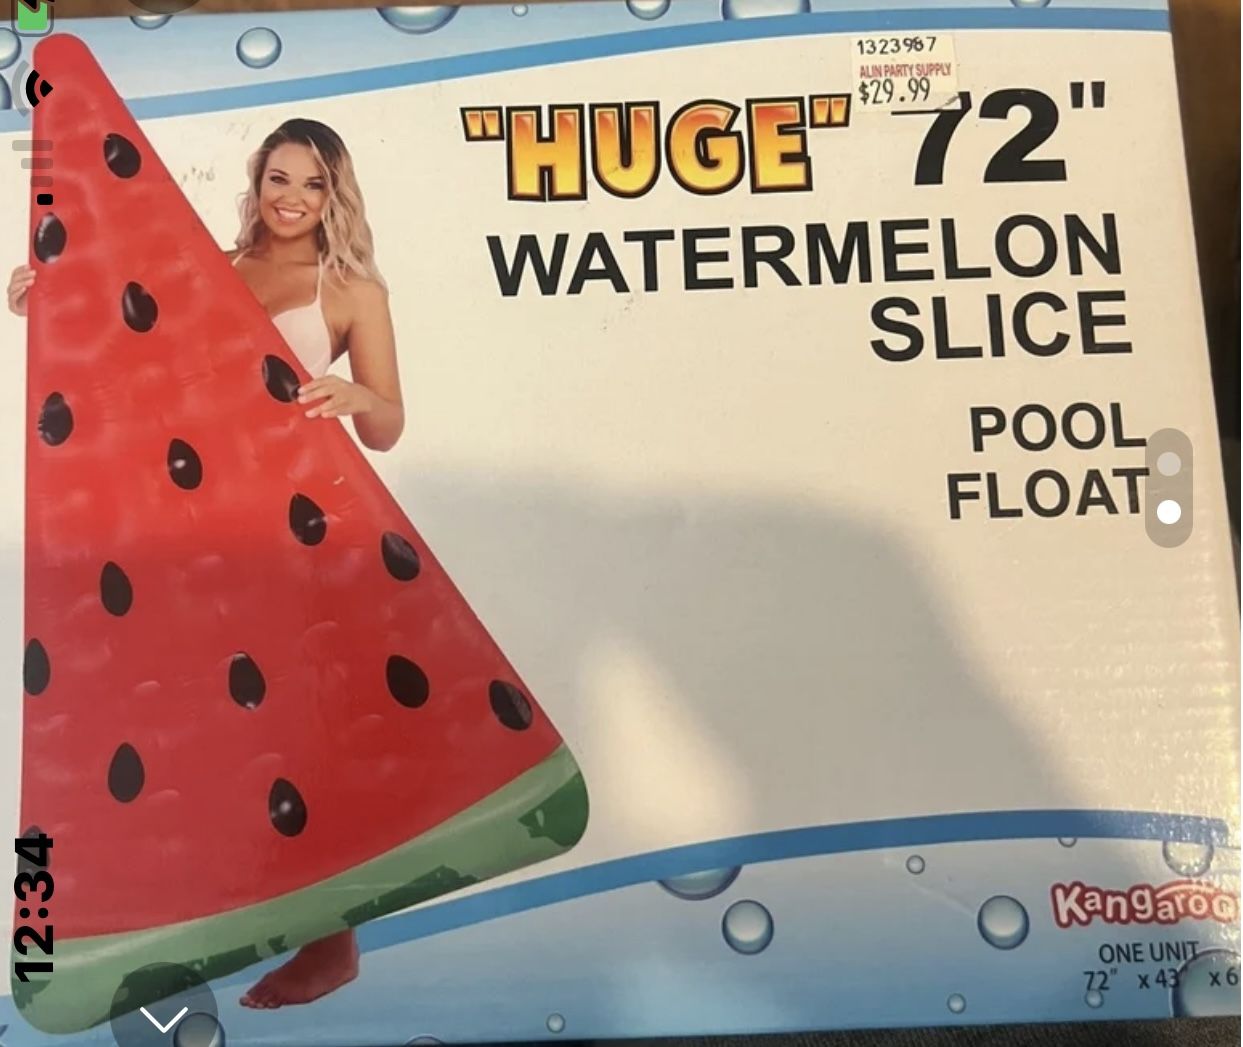 1323987
ALIN PARTY SUPPLY
$29.99
"HUGE" 72"
WATERMELON
SLICE
POOL
FLOAT
Kangaroo
ONE UNIT
72" x 43" x 6
12:34